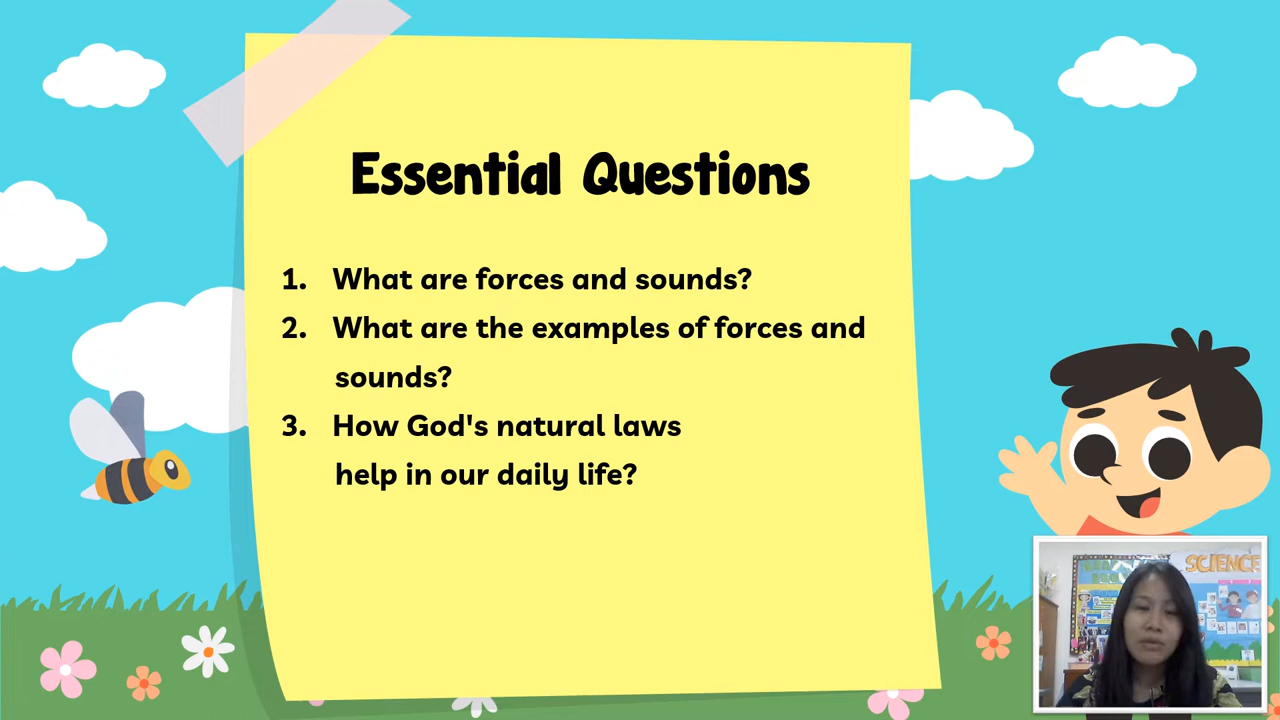 Essential Questions
1. What are forces and sounds?
2. What are the examples of forces and
sounds?
3. How God's natural laws
help in our daily life?
SCIENCE